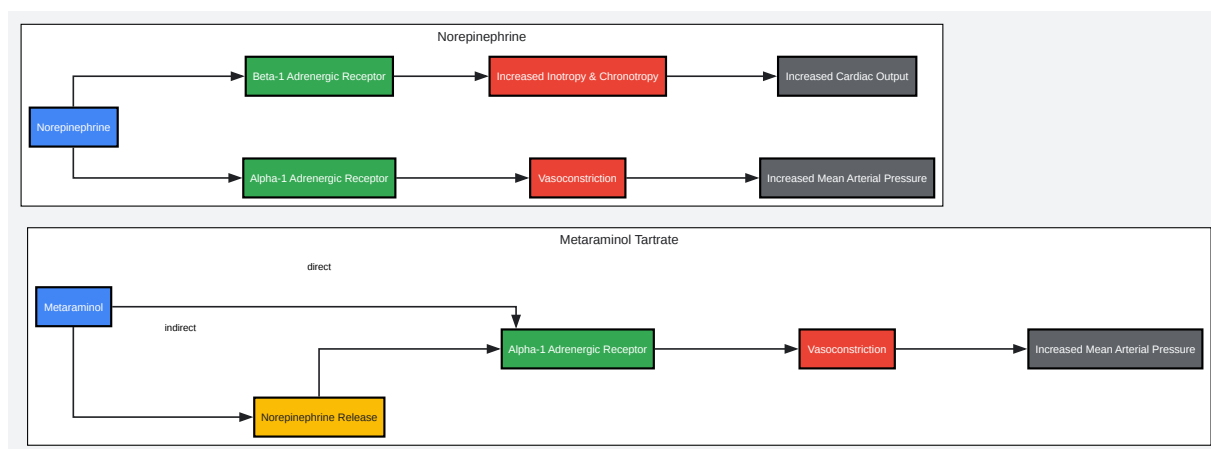 Norepinephrine
Beta-1 Adrenergic Receptor
Increased Inotropy & Chronotropy
Increased Cardiac Output
Norepinephrine
Alpha-1 Adrenergic Receptor
Vasoconstriction
Increased Mean Arterial Pressure
Metaraminol Tartrate
direct
Metaraminol
indirect
Alpha-1 Adrenergic Receptor
Vasoconstriction
Increased Mean Arterial Pressure
Norepinephrine Release